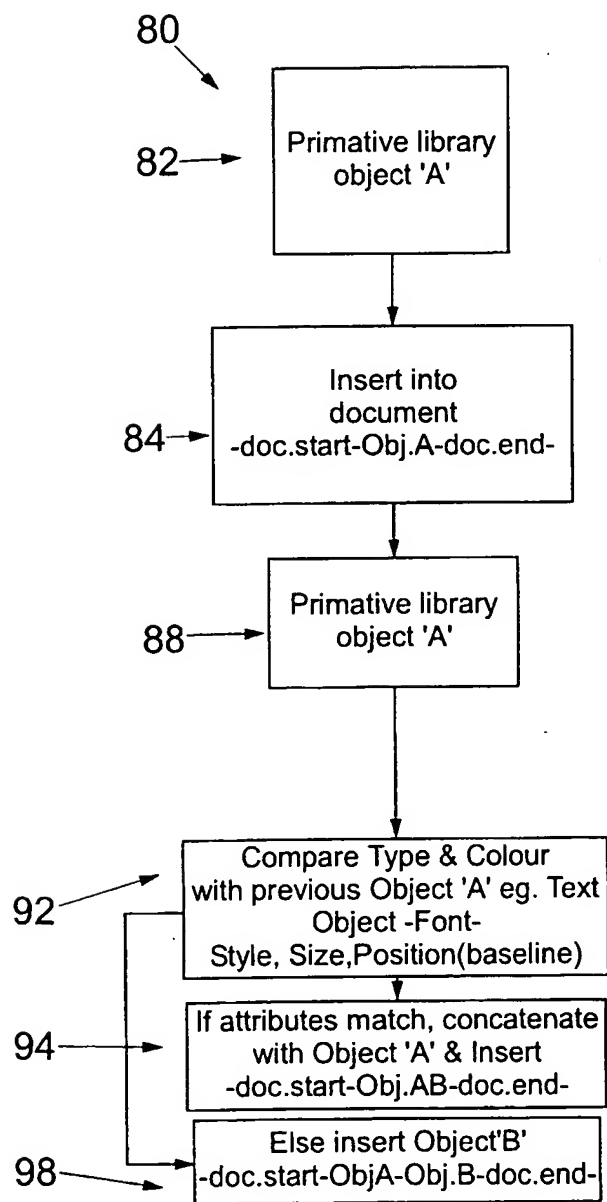 80
82
Primative library
object 'A'
84
Insert into
document
-doc.start-Obj.A-doc.end-
88
Primative library
object 'A'
92
Compare Type & Colour
with previous Object 'A' eg. Text
Object -Font-
Style, Size,Position(baseline)
94
If attributes match, concatenate
with Object 'A' & Insert
-doc.start-Obj.AB-doc.end-
98
Else insert Object'B'
-doc.start-ObjA-Obj.B-doc.end-